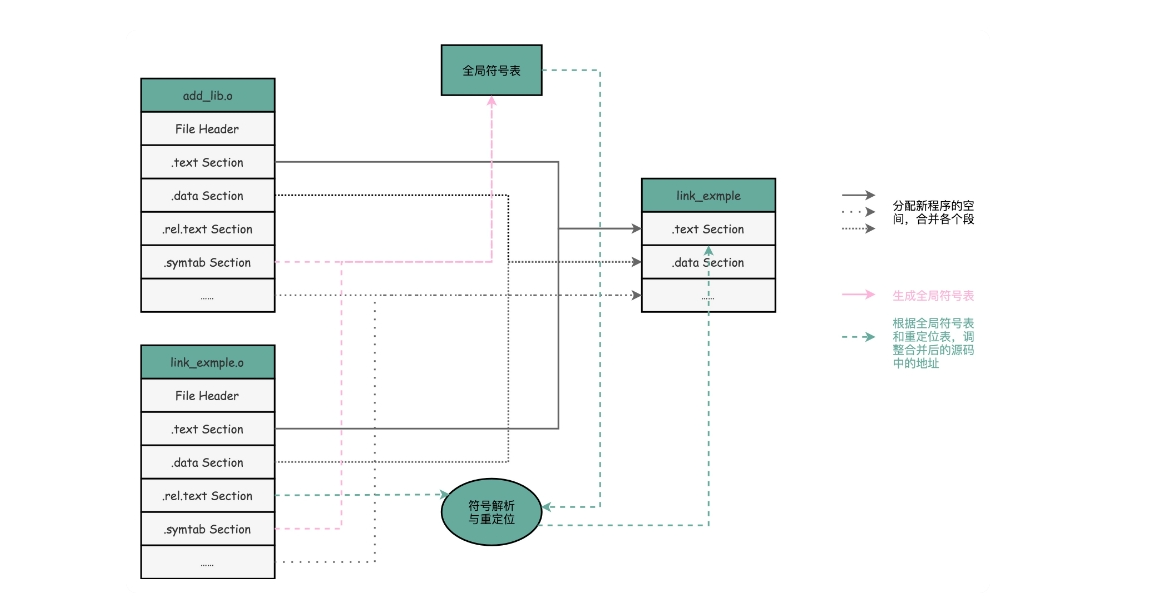 全局符号表
add_lib.o
File Header
.text Section
.data Section
.rel.text Section
.symtab Section
......
link_exmple.o
File Header
.text Section
.data Section
.rel.text Section
.symtab Section
......
符号解析
与重定位
link_exmple
.text Section
.data Section
......
分配新程序的空
间，合并各个段
生成全局符号表
根据全局符号表
和重定位表，调
整合并后的源码
中的地址